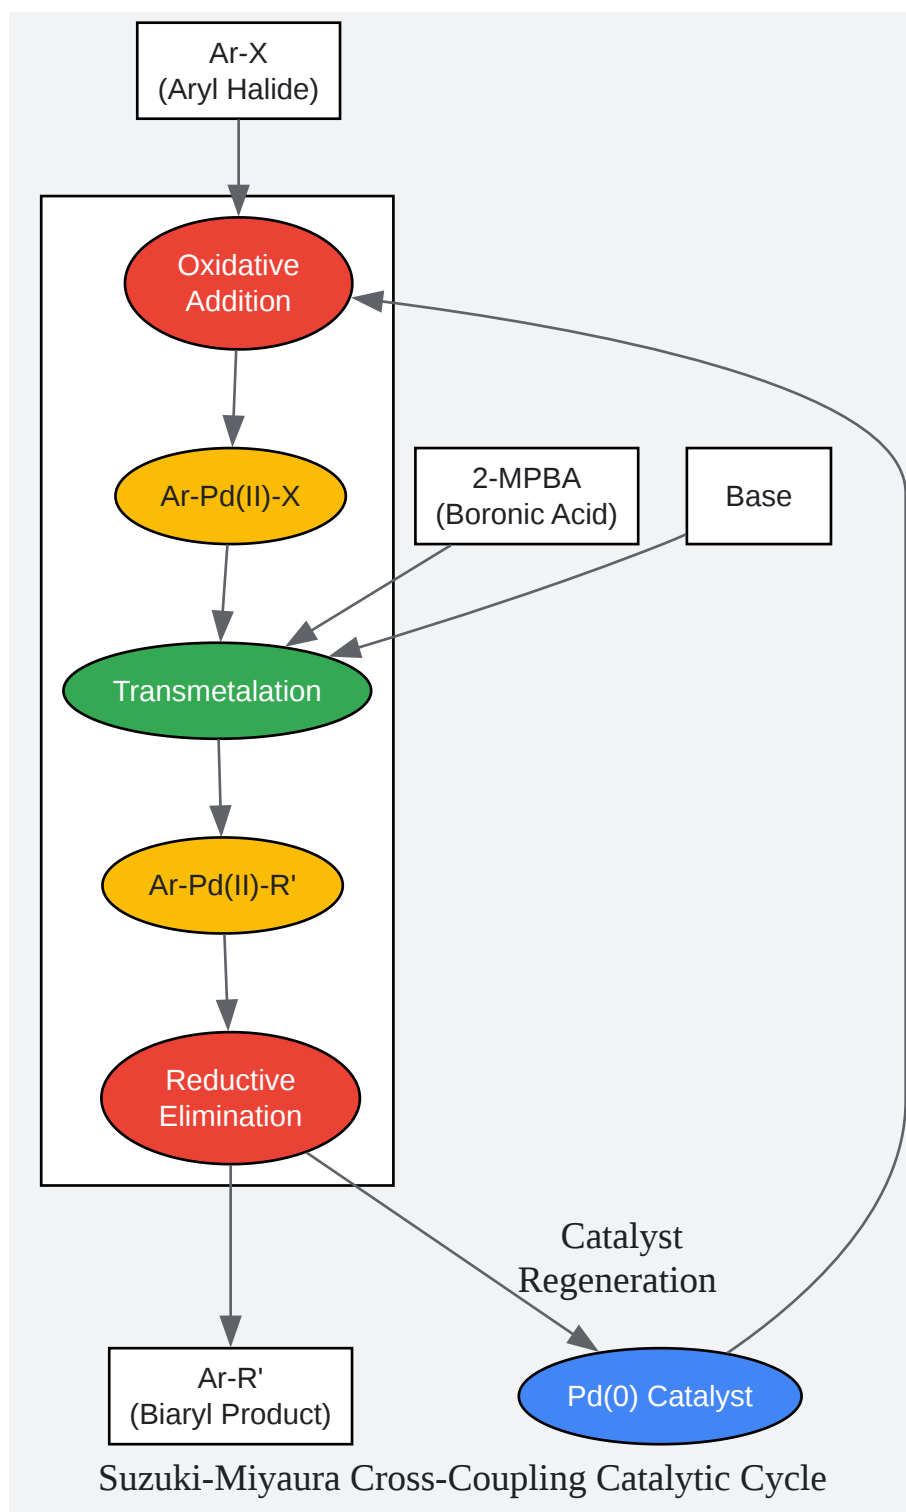 Ar-X
(Aryl Halide)
Oxidative
Addition
Ar-Pd(II)-X
2-MPBA
(Boronic Acid)
Base
Transmetalation
Ar-Pd(II)-R'
Reductive
Elimination
Catalyst
Regeneration
Ar-R'
(Biaryl Product)
Pd(0) Catalyst
Suzuki-Miyaura Cross-Coupling Catalytic Cycle